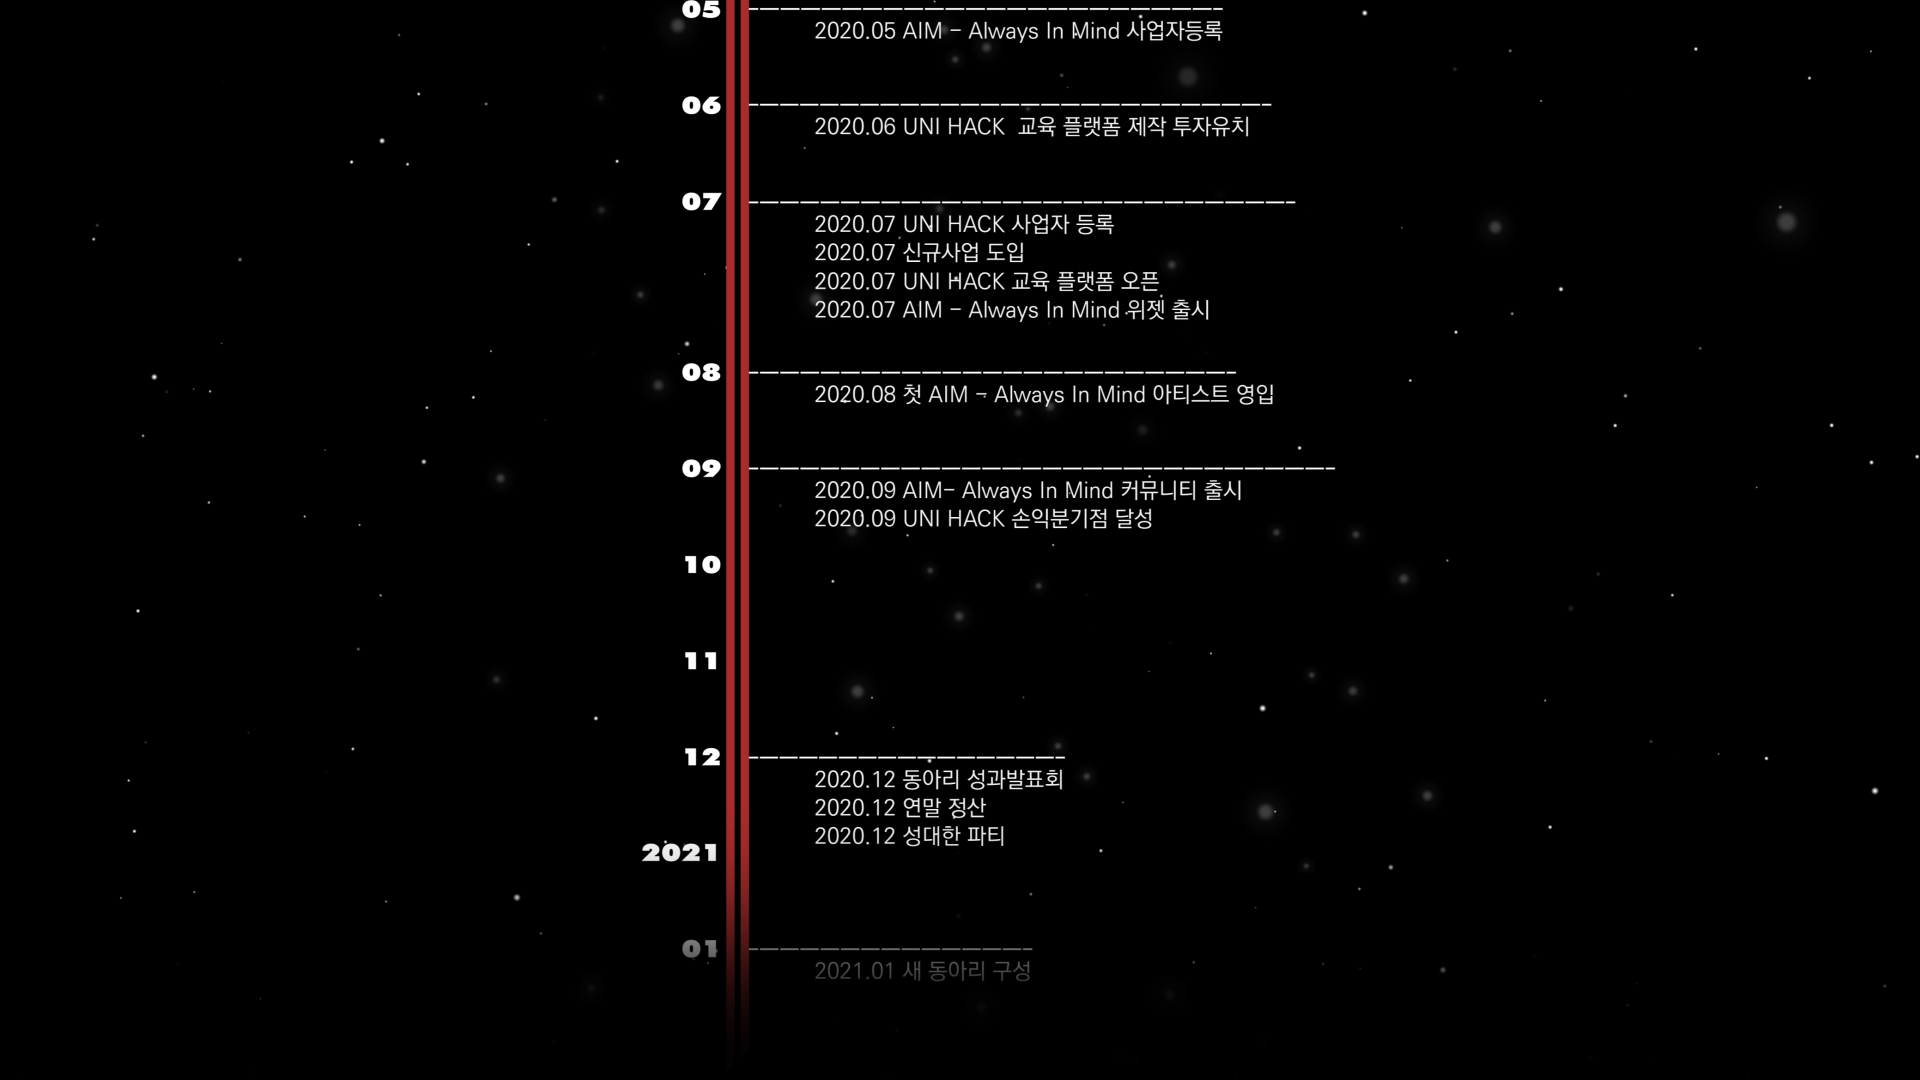 05
2020.05 AIM - Always In Mind 사업자등록
06
2020.06 UNI HACK 교육 플랫폼 제작 투자유치
07
2020.07 UNI HACK 사업자 등록
2020.07 신규사업 도입
2020.07 UNI HACK 교육 플랫폼 오픈
2020.07 AIM - Always In Mind 위젯 출시
08
2020.08 첫 AIM - Always In Mind 아티스트 영입
09
2020.09 AIM- Always In Mind 커뮤니티 출시
2020.09 UNI HACK 손익분기점 달성
10
11
12
2020.12 동아리 성과발표회
2020.12 연말 정산
2020.12 성대한 파티
2021
01
2021.01 새 동아리 구성